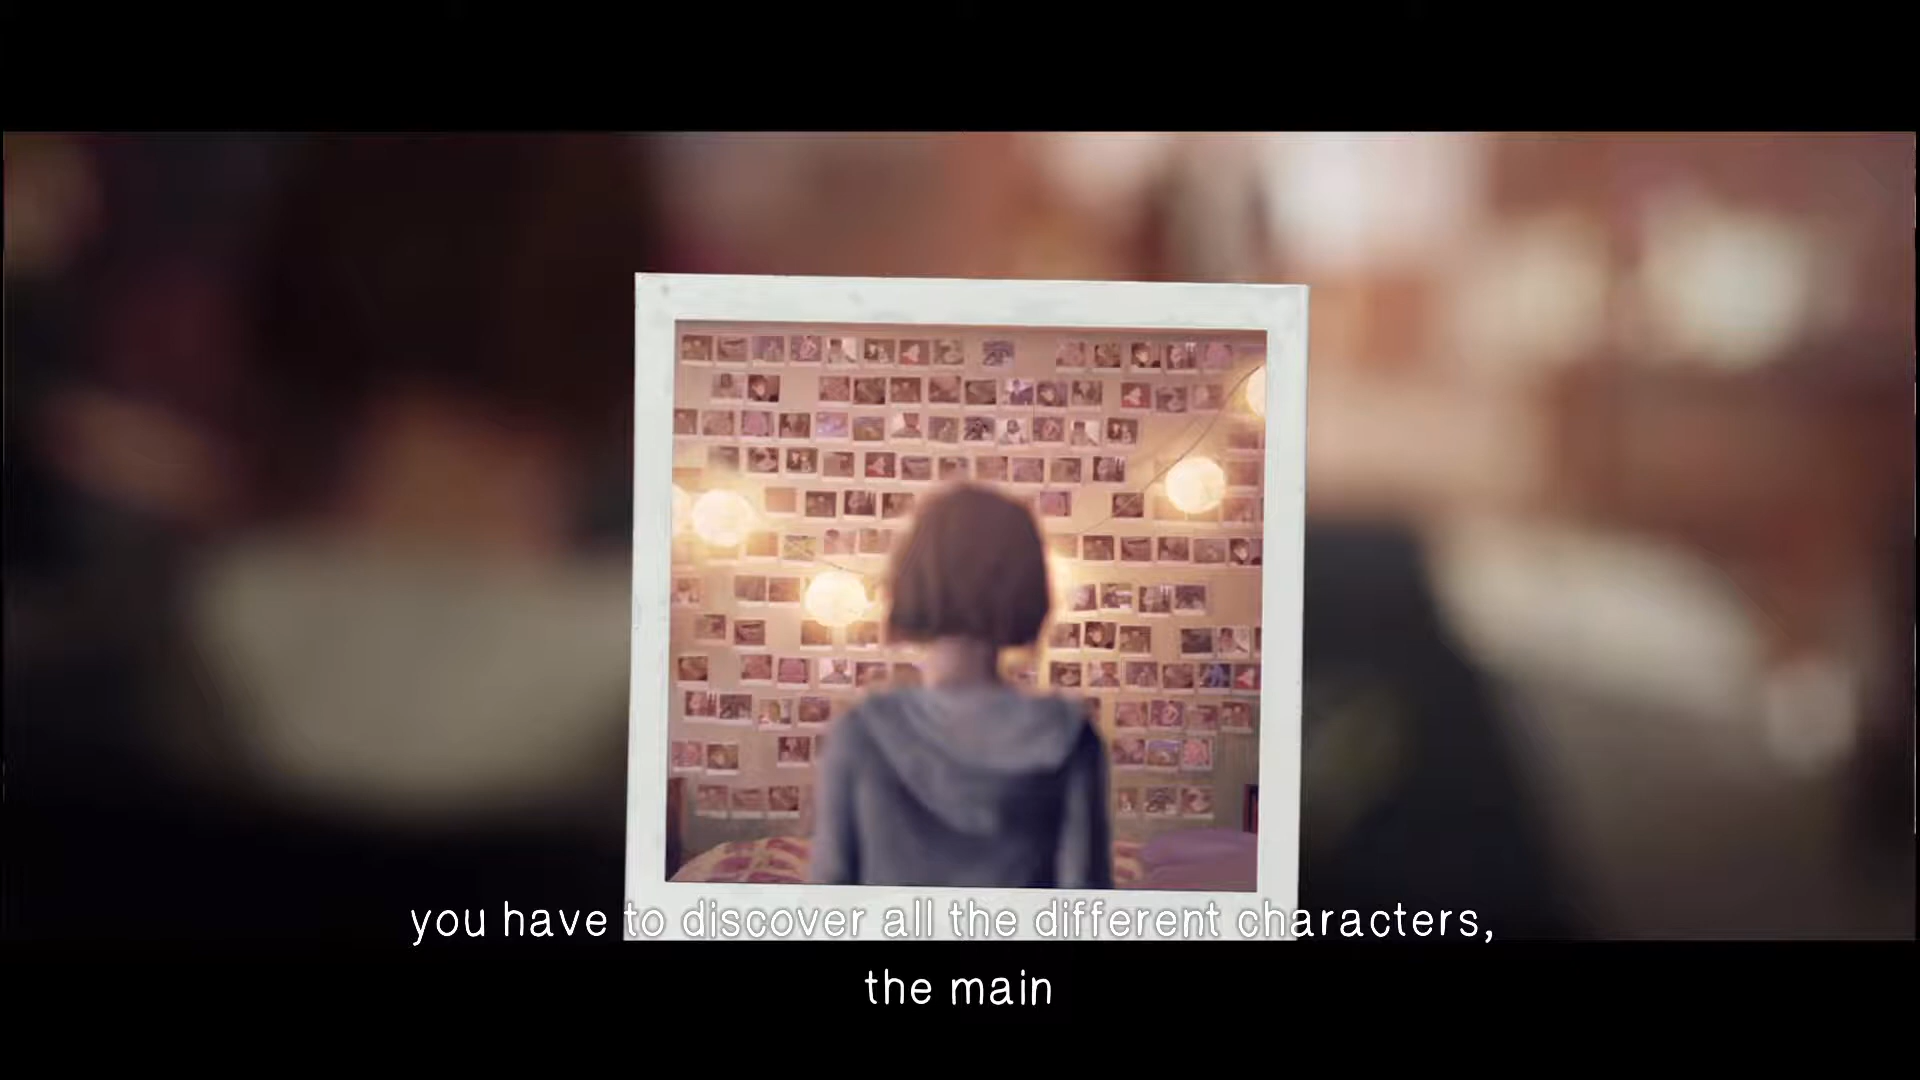 you have to discover all the different characters,
the main